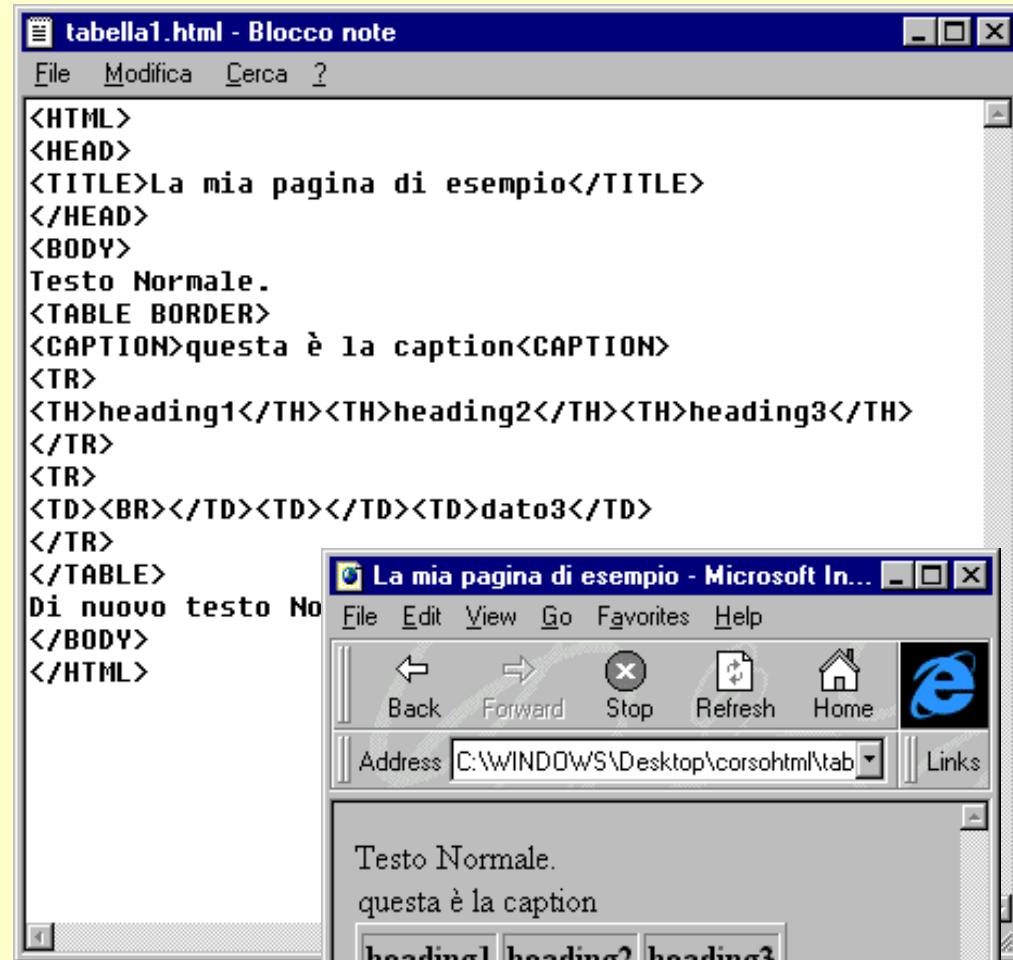 tabella1.html - Blocco note
File Modifica Cerca ?
<HTML>
<HEAD>
<TITLE>La mia pagina di esempio</TITLE>
</HEAD>
<BODY>
Testo Normale.
<TABLE BORDER>
<CAPTION>questa è la caption<CAPTION>
<TR>
<TH>heading1</TH><TH>heading2</TH><TH>heading3</TH>
</TR>
<TR>
<TD><BR></TD><TD></TD><TD>dato3</TD>
</TR>
</TABLE>
Di nuovo testo No
</BODY>
</HTML>
La mia pagina di esempio - Microsoft In...
File Edit View Go Favorites Help
Back Forward Stop Refresh Home
Address C:\WINDOWS\Desktop\corsohtml\tab Links
Testo Normale.
questa è la caption
heading1 heading2 heading3